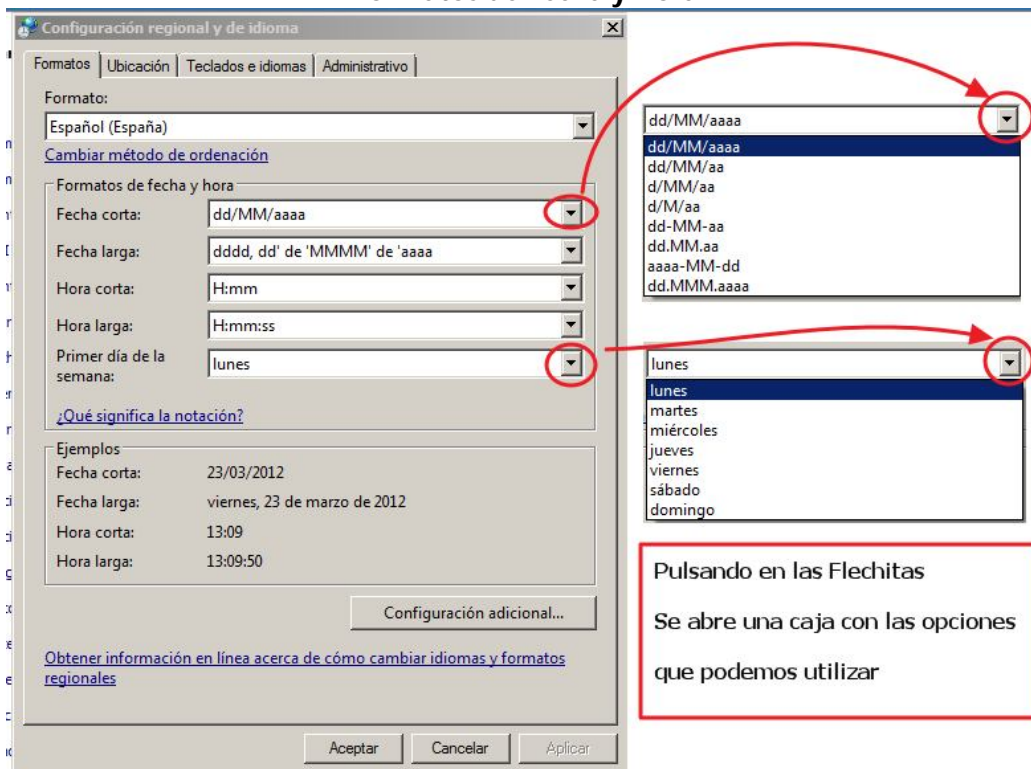 Configuración regional y de idioma
Formatos
Ubicación
Teclados e idiomas
Administrativo
Formato:
Español (España)
Cambiar método de ordenación
Formatos de fecha y hora
Fecha corta:
dd/MM/aaaa
Fecha larga:
dddd, dd' de 'MMMM' de 'aaaa
Hora corta:
H:mm
Hora larga:
H:mm:ss
Primer día de la
semana:
lunes
¿Qué significa la notación?
Ejemplos
Fecha corta:
23/03/2012
Fecha larga:
viernes, 23 de marzo de 2012
Hora corta:
13:09
Hora larga:
13:09:50
Configuración adicional...
Obtener información en línea acerca de cómo cambiar idiomas y formatos
regionales
Aceptar
Cancelar
Aplicar
dd/MM/aaaa
dd/MM/aaaa
dd/MM/aa
d/MM/aa
d/M/aa
dd-MM-aa
dd.MM.aa
aaaa-MM-dd
dd.MMM.aaaa
lunes
lunes
martes
miércoles
jueves
viernes
sábado
domingo
Pulsando en las Flechitas
Se abre una caja con las opciones
que podemos utilizar